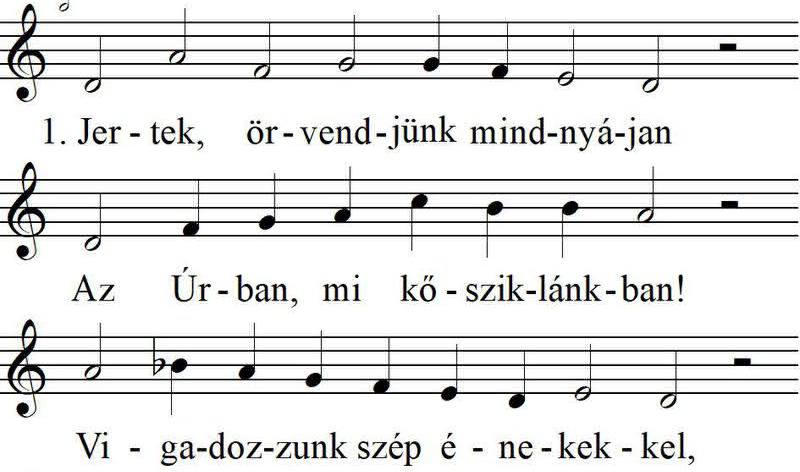 1. Jer - tek, ör - vend - jünk mind-nyá-jan
Az Úr - ban, mi kő - szik-lánk - ban!
Vi - ga-doz-zunk szép é - ne - kek - kel,